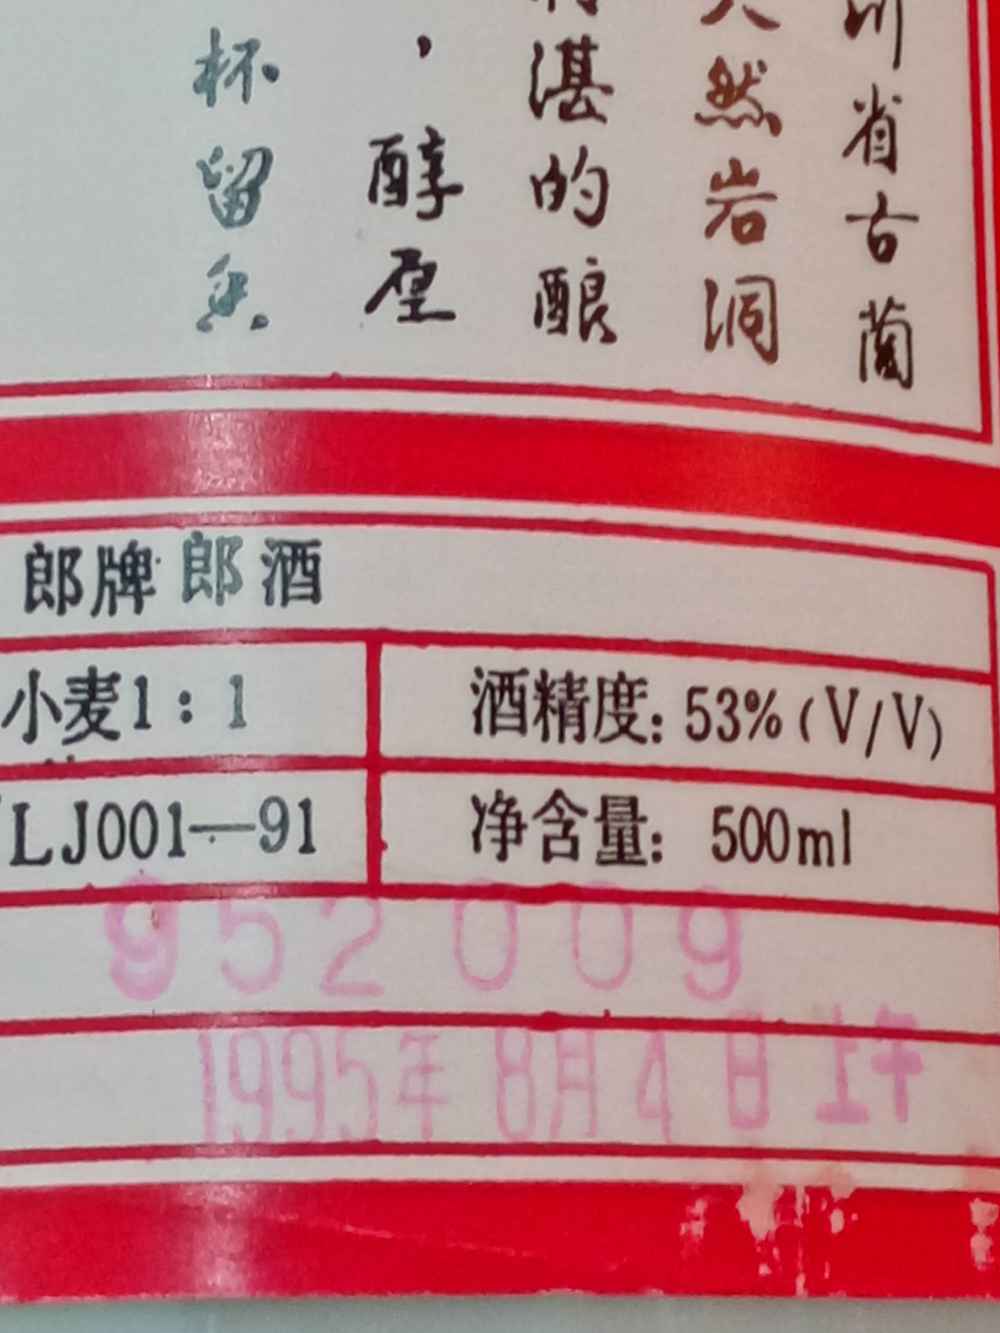 川省古蔺
天然岩洞
湛的酿
，醇厚
杯留
郎牌郎酒
小麦1：1
酒精度：53%(V/V)
LJ001—91
净含量：500ml
952009
1995年8月4日上午